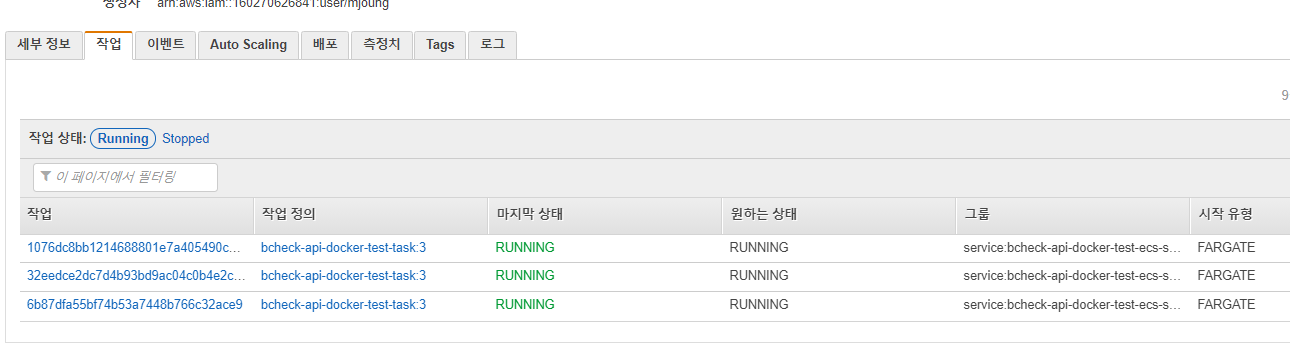 생성자 arn:aws:iam::160270626841:user/mjoung
세부 정보 작업 이벤트 Auto Scaling 배포 측정치 Tags 로그
9
작업 상태: Running Stopped
이 페이지에서 필터링
작업 작업 정의 마지막 상태 원하는 상태 그룹 시작 유형
1076dc8bb1214688801e7a405490c... bcheck-api-docker-test-task:3 RUNNING RUNNING service:bcheck-api-docker-test-ecs-s... FARGATE
32eedce2dc7d4b93bd9ac04c0b4e2c... bcheck-api-docker-test-task:3 RUNNING RUNNING service:bcheck-api-docker-test-ecs-s... FARGATE
6b87dfa55bf74b53a7448b766c32ace9 bcheck-api-docker-test-task:3 RUNNING RUNNING service:bcheck-api-docker-test-ecs-s... FARGATE